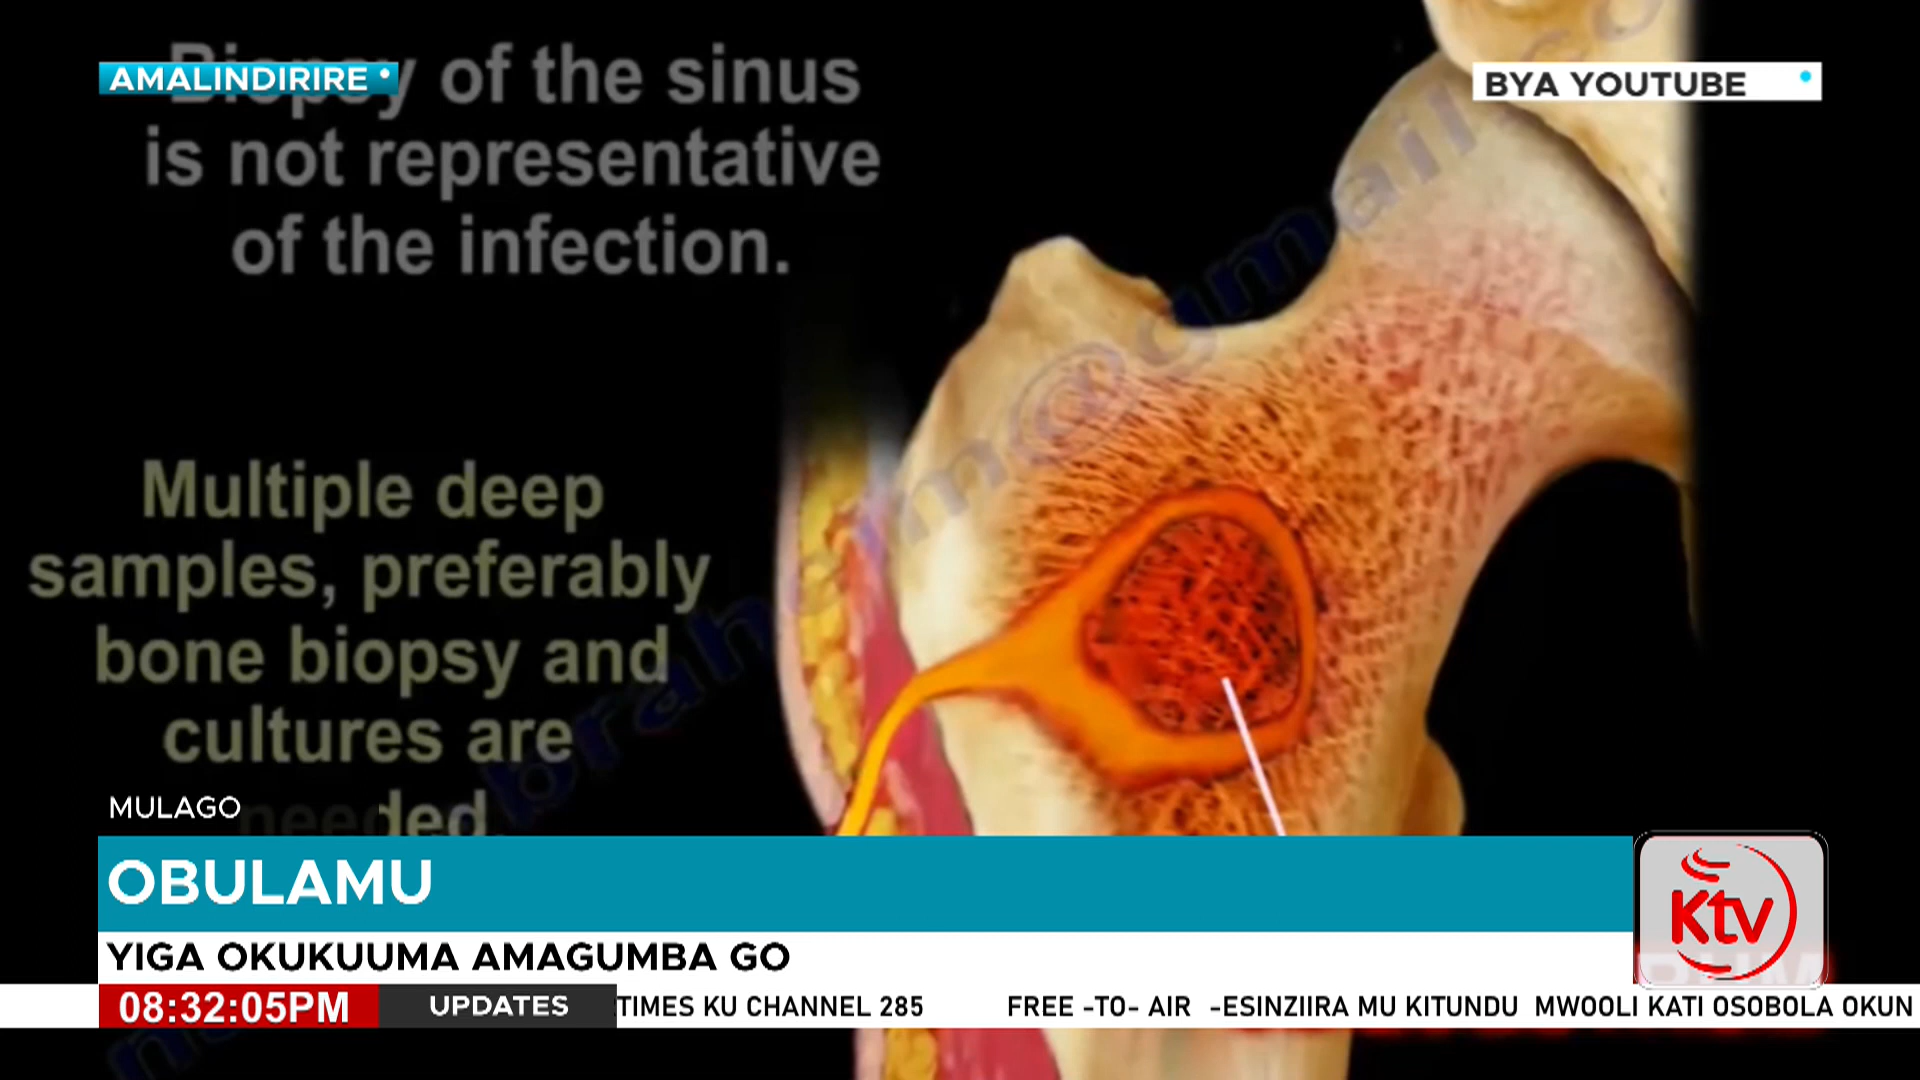 AMALINDIRIRE
Biopsy of the sinus
is not representative
of the infection.
BYA YOUTUBE
Multiple deep
samples, preferably
bone biopsy and
cultures are
needed.
MULAGO
OBULAMU
YIGA OKUKUUMA AMAGUMBA GO
Ktv
08:32:05PM
UPDATES
TIMES KU CHANNEL 285 FREE -TO- AIR -ESINZIIRA MU KITUNDU MWOOLI KATI OSOBOLA OKUN